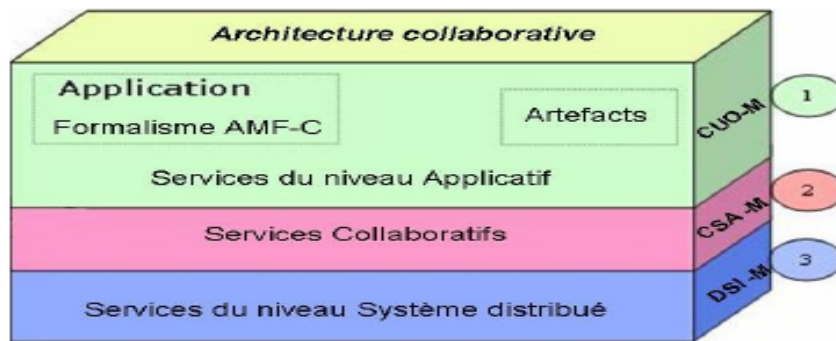 Architecture collaborative
Application
Formalisme AMF-C
Artefacts
Services du niveau Applicatif
CUO-M
1
Services Collaboratifs
CSA -M
2
Services du niveau Système distribué
DSI -M
3